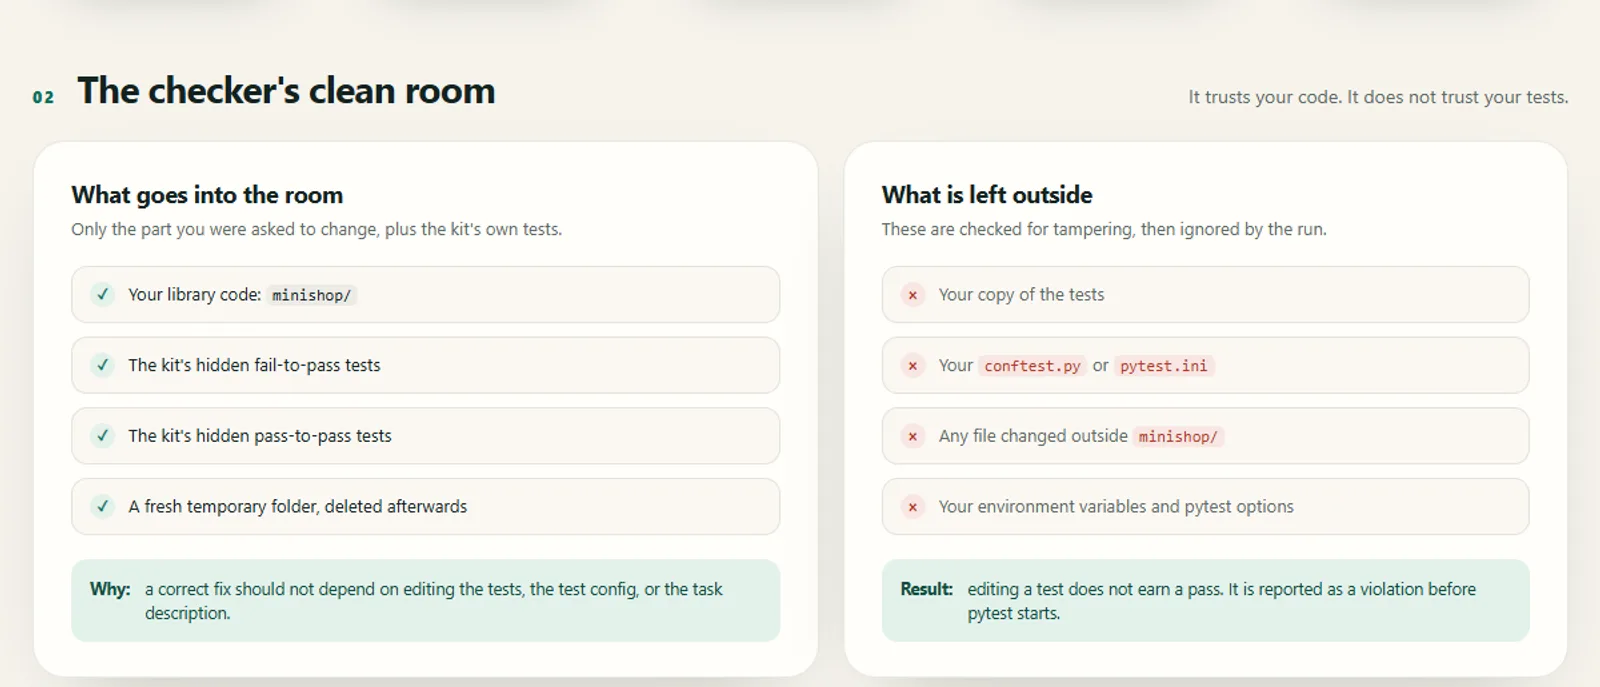 02 The checker's clean room
It trusts your code. It does not trust your tests.
What goes into the room
Only the part you were asked to change, plus the kit's own tests.
✓ Your library code: minishop/
✓ The kit's hidden fail-to-pass tests
✓ The kit's hidden pass-to-pass tests
✓ A fresh temporary folder, deleted afterwards
Why: a correct fix should not depend on editing the tests, the test config, or the task
description.
What is left outside
These are checked for tampering, then ignored by the run.
× Your copy of the tests
× Your conftest.py or pytest.ini
× Any file changed outside minishop/
× Your environment variables and pytest options
Result: editing a test does not earn a pass. It is reported as a violation before
pytest starts.